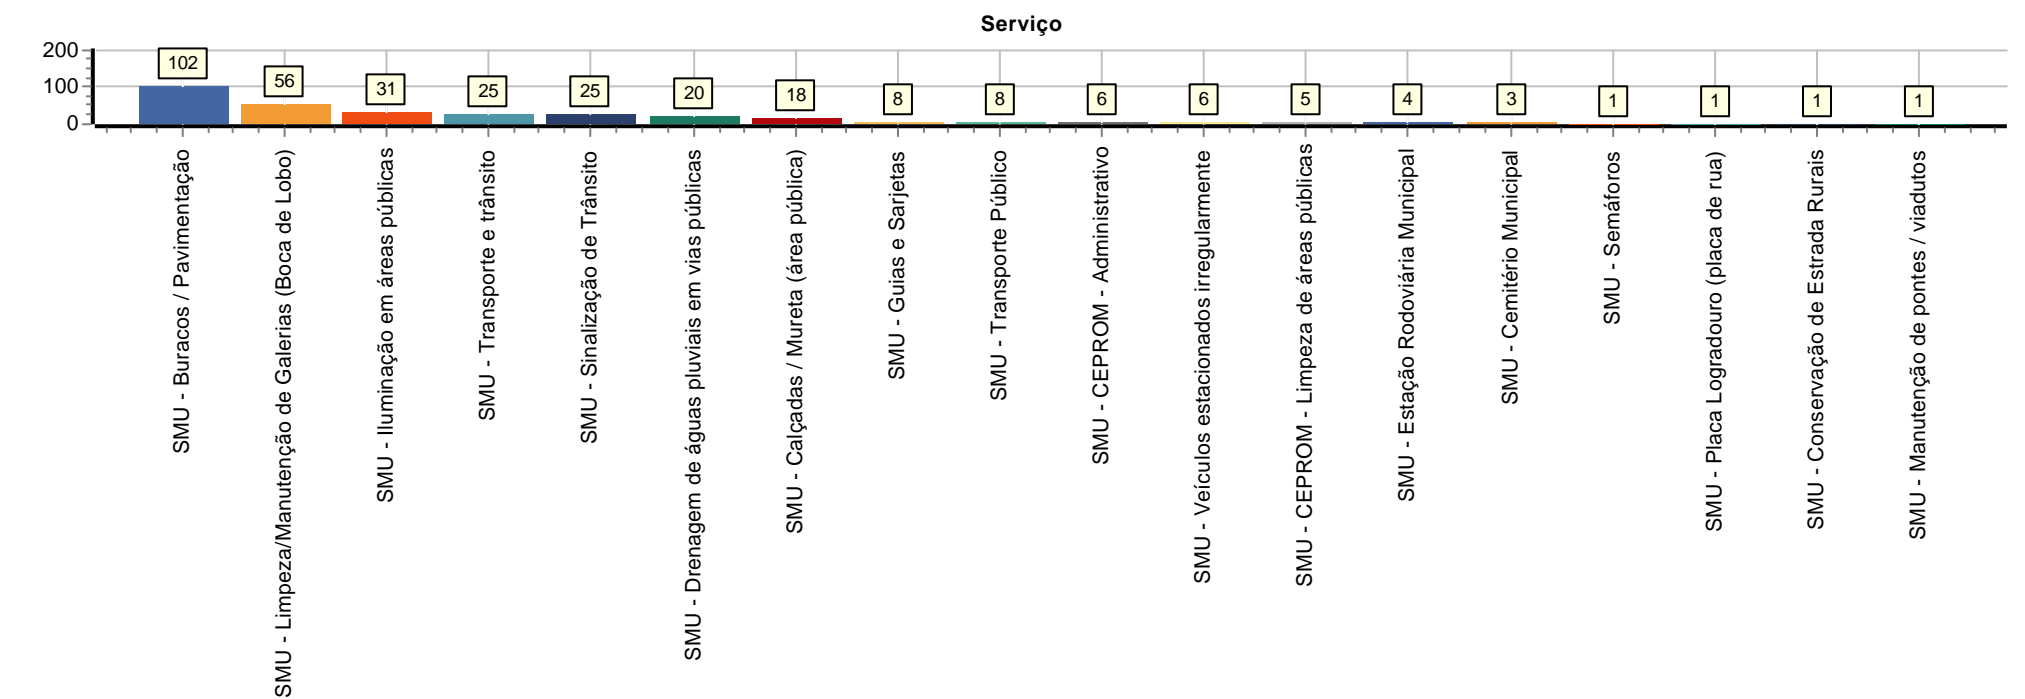 Serviço
200
100
0
102
56
31
25
25
20
18
8
8
6
6
5
4
3
1
1
1
1
SMU - Buracos / Pavimentação
SMU - Limpeza/Manutenção de Galerias (Boca de Lobo)
SMU - Iluminação em áreas públicas
SMU - Transporte e trânsito
SMU - Sinalização de Trânsito
SMU - Drenagem de águas pluviais em vias públicas
SMU - Calçadas / Mureta (área pública)
SMU - Guias e Sarjetas
SMU - Transporte Público
SMU - CEPROM - Administrativo
SMU - Veículos estacionados irregularmente
SMU - CEPROM - Limpeza de áreas públicas
SMU - Estação Rodoviária Municipal
SMU - Cemitério Municipal
SMU - Semáforos
SMU - Placa Logradouro (placa de rua)
SMU - Conservação de Estrada Rurais
SMU - Manutenção de pontes / viadutos